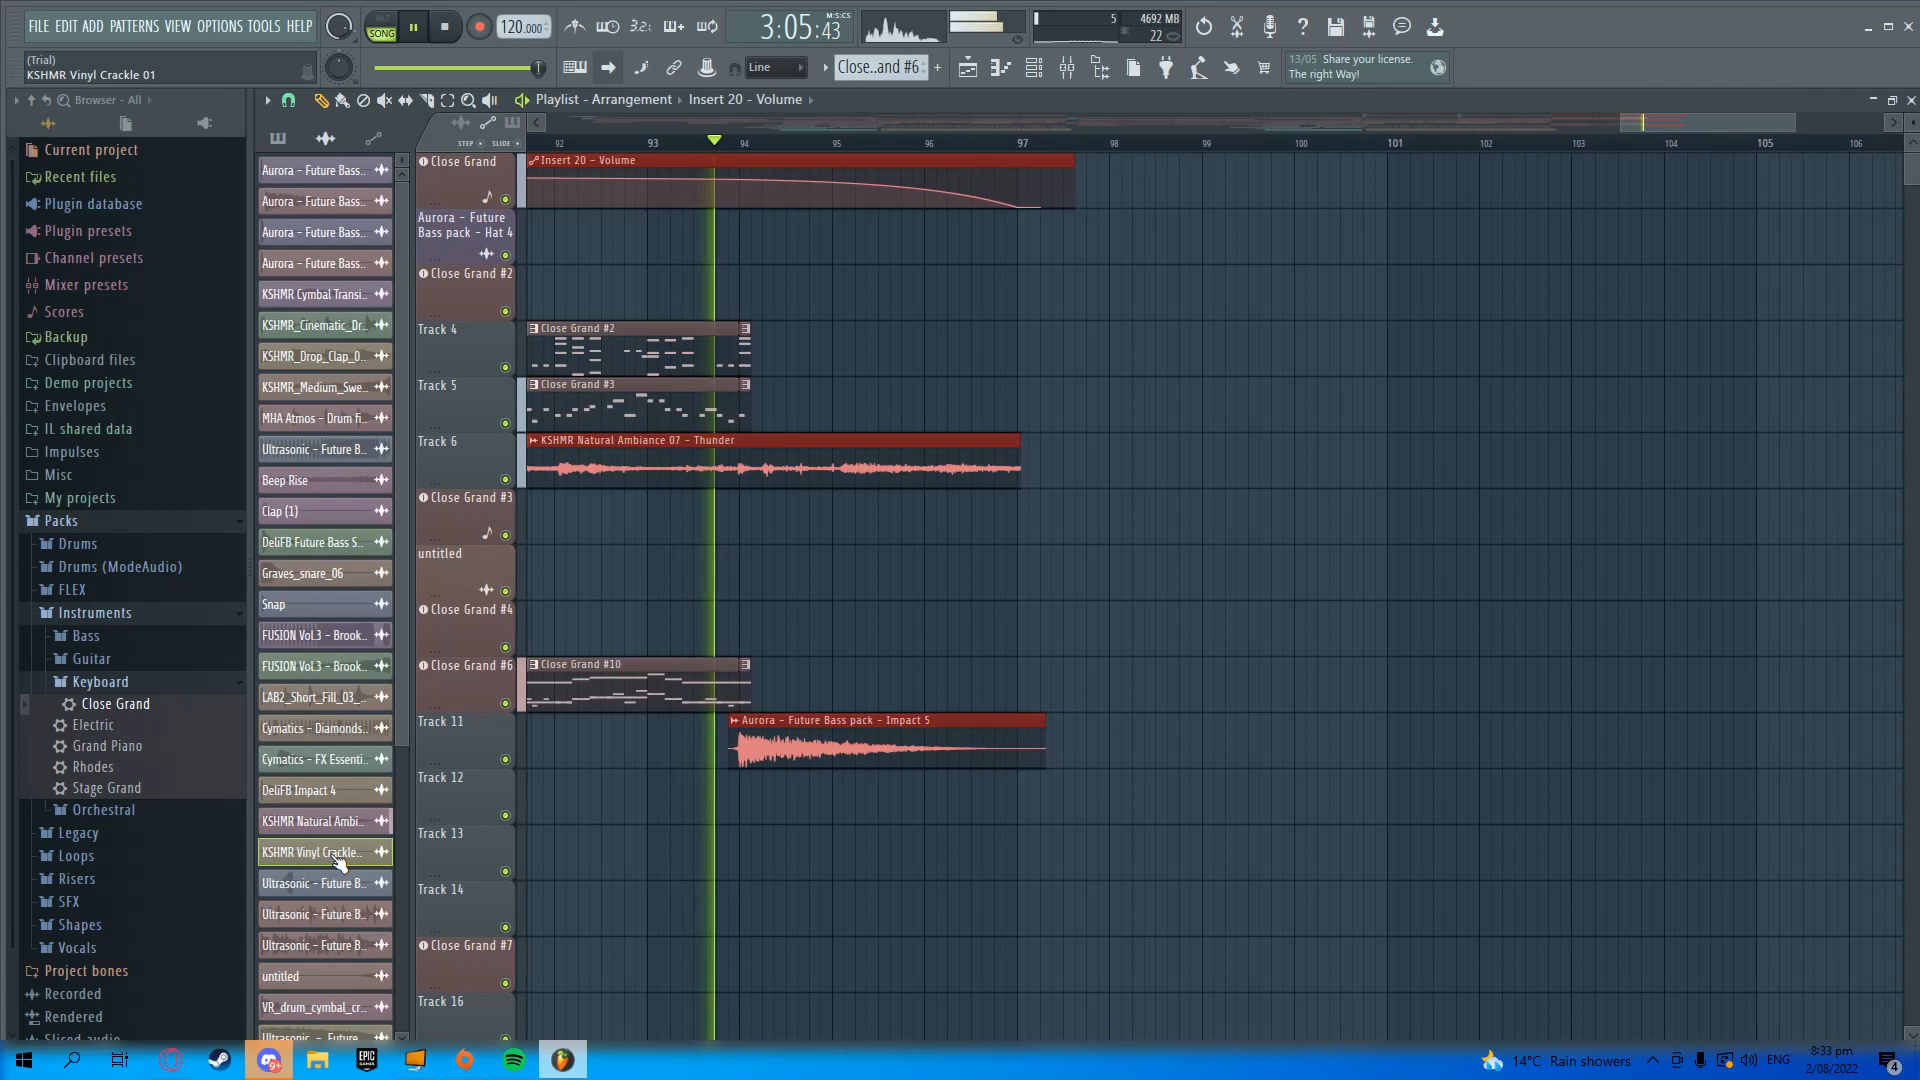 FILE EDIT ADD PATTERNS VIEW OPTIONS TOOLS HELP
PAT
SONG
120.000
3:05:43
M:S:CS
5
4692 MB
22
(Trial)
KSHMR Vinyl Crackle 01
Line
Close..and #6
13/05 Share your license.
The right Way!
Browser - All
Playlist - Arrangement
Insert 20 - Volume
STEP
SLIDE
92
93
94
95
96
97
98
99
100
101
102
103
104
105
106
Current project
Recent files
Plugin database
Plugin presets
Channel presets
Mixer presets
Scores
Backup
Clipboard files
Demo projects
Envelopes
IL shared data
Impulses
Misc
My projects
Packs
Drums
Drums (ModeAudio)
FLEX
Instruments
Bass
Guitar
Keyboard
Close Grand
Electric
Grand Piano
Rhodes
Stage Grand
Orchestral
Legacy
Loops
Risers
SFX
Shapes
Vocals
Project bones
Recorded
Rendered
Sliced audio
Aurora - Future Bass..
Aurora - Future Bass..
Aurora - Future Bass..
Aurora - Future Bass..
KSHMR Cymbal Transi..
KSHMR_Cinematic_Dr..
KSHMR_Drop_Clap_0..
KSHMR_Medium_Swe..
MHA Atmos - Drum fi..
Ultrasonic - Future B..
Beep Rise
Clap (1)
DeliFB Future Bass S..
Graves_snare_06
Snap
FUSION Vol.3 - Brook..
FUSION Vol.3 - Brook..
LAB2_Short_Fill_03_..
Cymatics - Diamonds..
Cymatics - FX Essenti..
DeliFB Impact 4
KSHMR Natural Ambi..
KSHMR Vinyl Crackle..
Ultrasonic - Future B..
Ultrasonic - Future B..
Ultrasonic - Future B..
untitled
VR_drum_cymbal_cr..
Ultrasonic - Future
Close Grand
Aurora - Future
Bass pack - Hat 4
Close Grand #2
Track 4
Track 5
Track 6
Close Grand #3
untitled
Close Grand #4
Close Grand #6
Track 11
Track 12
Track 13
Track 14
Close Grand #7
Track 16
Insert 20 - Volume
Close Grand #2
Close Grand #3
KSHMR Natural Ambiance 07 - Thunder
Close Grand #10
Aurora - Future Bass pack - Impact 5
9+
EPIC
GAMES
14°C Rain showers
ENG
8:33 pm
2/08/2022
4